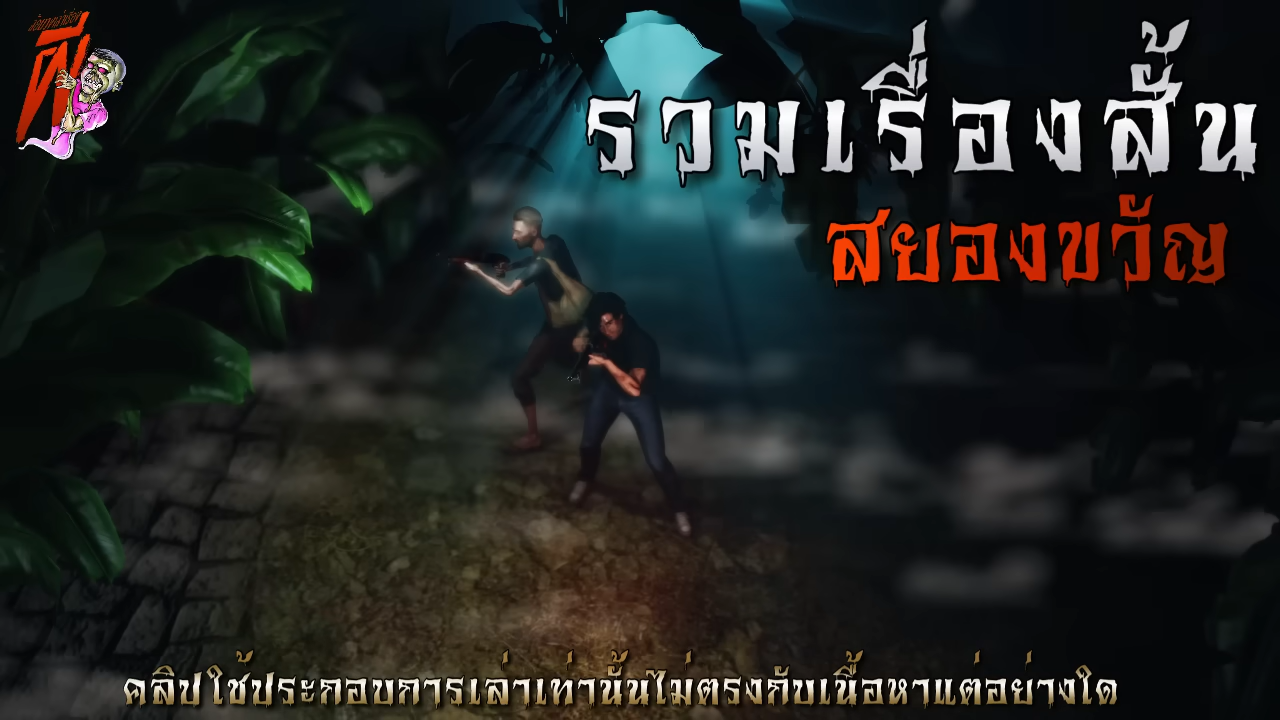 ผี
รวมเรื่องสั้น
สยองขวัญ
คลิปใช้ประกอบการเล่าเท่านั้นไม่ตรงกับเนื้อหาแต่อย่างใด